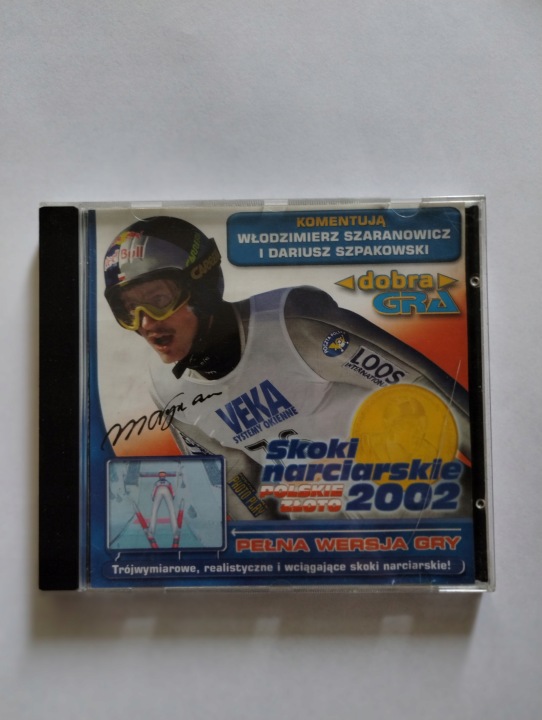 KOMENTUJĄ
WŁODZIMIERZ SZARANOWICZ
I DARIUSZ SZPAKOWSKI
dobra
GRA
Red Bull
LOOS
INTERNATIONAL
VEKA
SYSTEMY OKIENNE
Skoki
narciarskie
POLSKIE
ZŁOTO
2002
PEŁNA WERSJA GRY
Trójwymiarowe, realistyczne i wciągające skoki narciarskie!